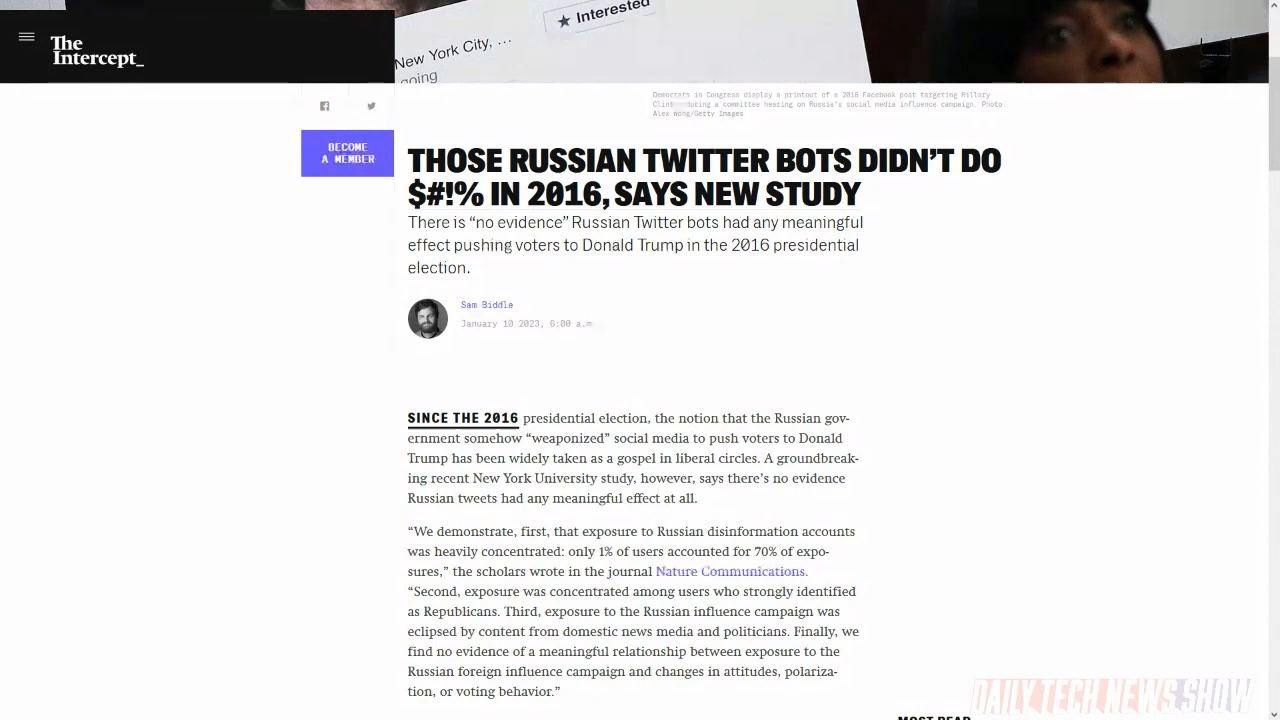 Interested
New York City, ...
going
The
Intercept_
Democrats in Congress display a printout of a 2016 Facebook post targeting Hillary
Clinton during a committee hearing on Russia's social media influence campaign. Photo:
Alex Wong/Getty Images
BECOME
A MEMBER
THOSE RUSSIAN TWITTER BOTS DIDN'T DO
$#!% IN 2016, SAYS NEW STUDY
There is “no evidence” Russian Twitter bots had any meaningful
effect pushing voters to Donald Trump in the 2016 presidential
election.
Sam Biddle
January 10 2023, 6:00 a.m
SINCE THE 2016 presidential election, the notion that the Russian gov-
ernment somehow “weaponized” social media to push voters to Donald
Trump has been widely taken as a gospel in liberal circles. A groundbreak-
ing recent New York University study, however, says there’s no evidence
Russian tweets had any meaningful effect at all.
“We demonstrate, first, that exposure to Russian disinformation accounts
was heavily concentrated: only 1% of users accounted for 70% of expo-
sures,” the scholars wrote in the journal Nature Communications.
“Second, exposure was concentrated among users who strongly identified
as Republicans. Third, exposure to the Russian influence campaign was
eclipsed by content from domestic news media and politicians. Finally, we
find no evidence of a meaningful relationship between exposure to the
Russian foreign influence campaign and changes in attitudes, polariza-
tion, or voting behavior.”
MOST READ
DAILY TECH NEWS SHOW